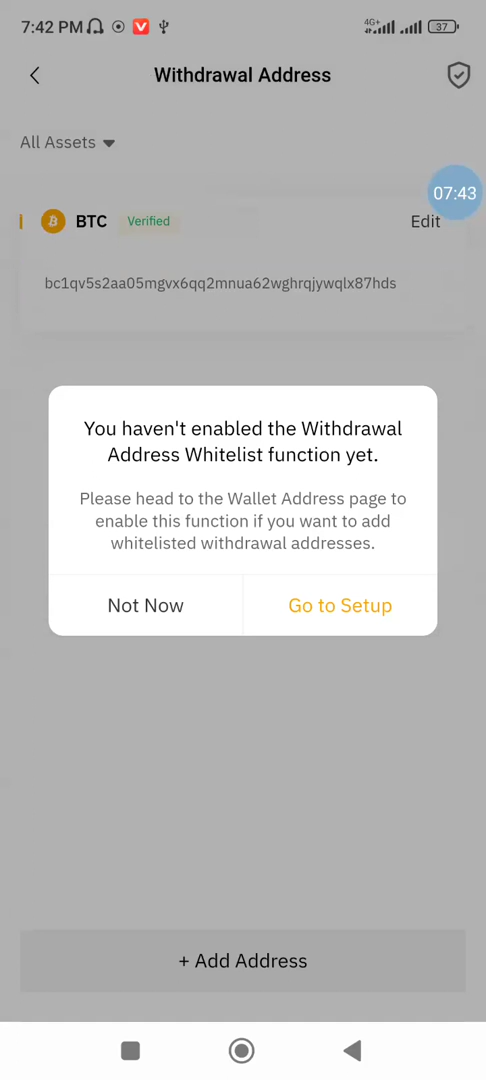 7:42 PM 4G+ 37
Withdrawal Address
All Assets
07:43
BTC Verified Edit
bc1qv5s2aa05mgvx6qq2mnua62wghrqjywqlx87hds
You haven't enabled the Withdrawal
Address Whitelist function yet.
Please head to the Wallet Address page to
enable this function if you want to add
whitelisted withdrawal addresses.
Not Now Go to Setup
+ Add Address